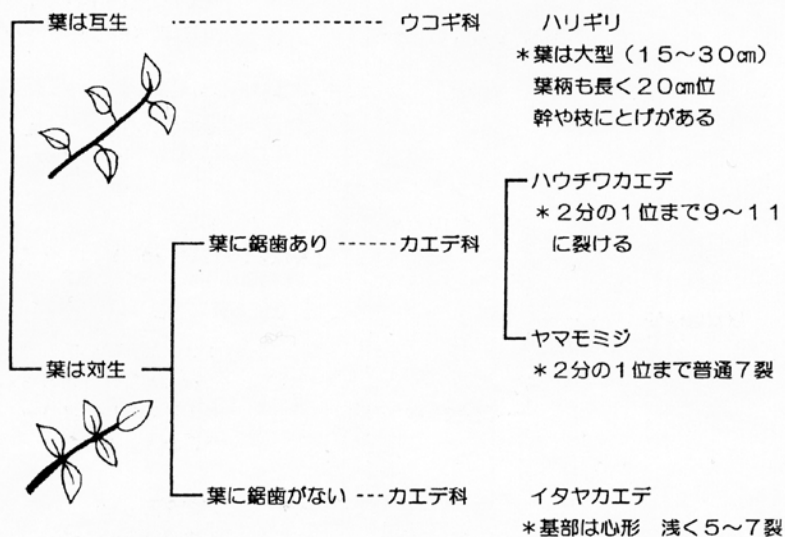 葉は互生 ウコギ科 ハリギリ
＊葉は大型（１５～３０㎝）
葉柄も長く２０㎝位
幹や枝にとげがある
ハウチワカエデ
＊２分の１位まで９～１１
に裂ける
葉に鋸歯あり カエデ科
ヤマモミジ
＊２分の１位まで普通７裂
葉は対生
葉に鋸歯がない カエデ科 イタヤカエデ
＊基部は心形 浅く５～７裂